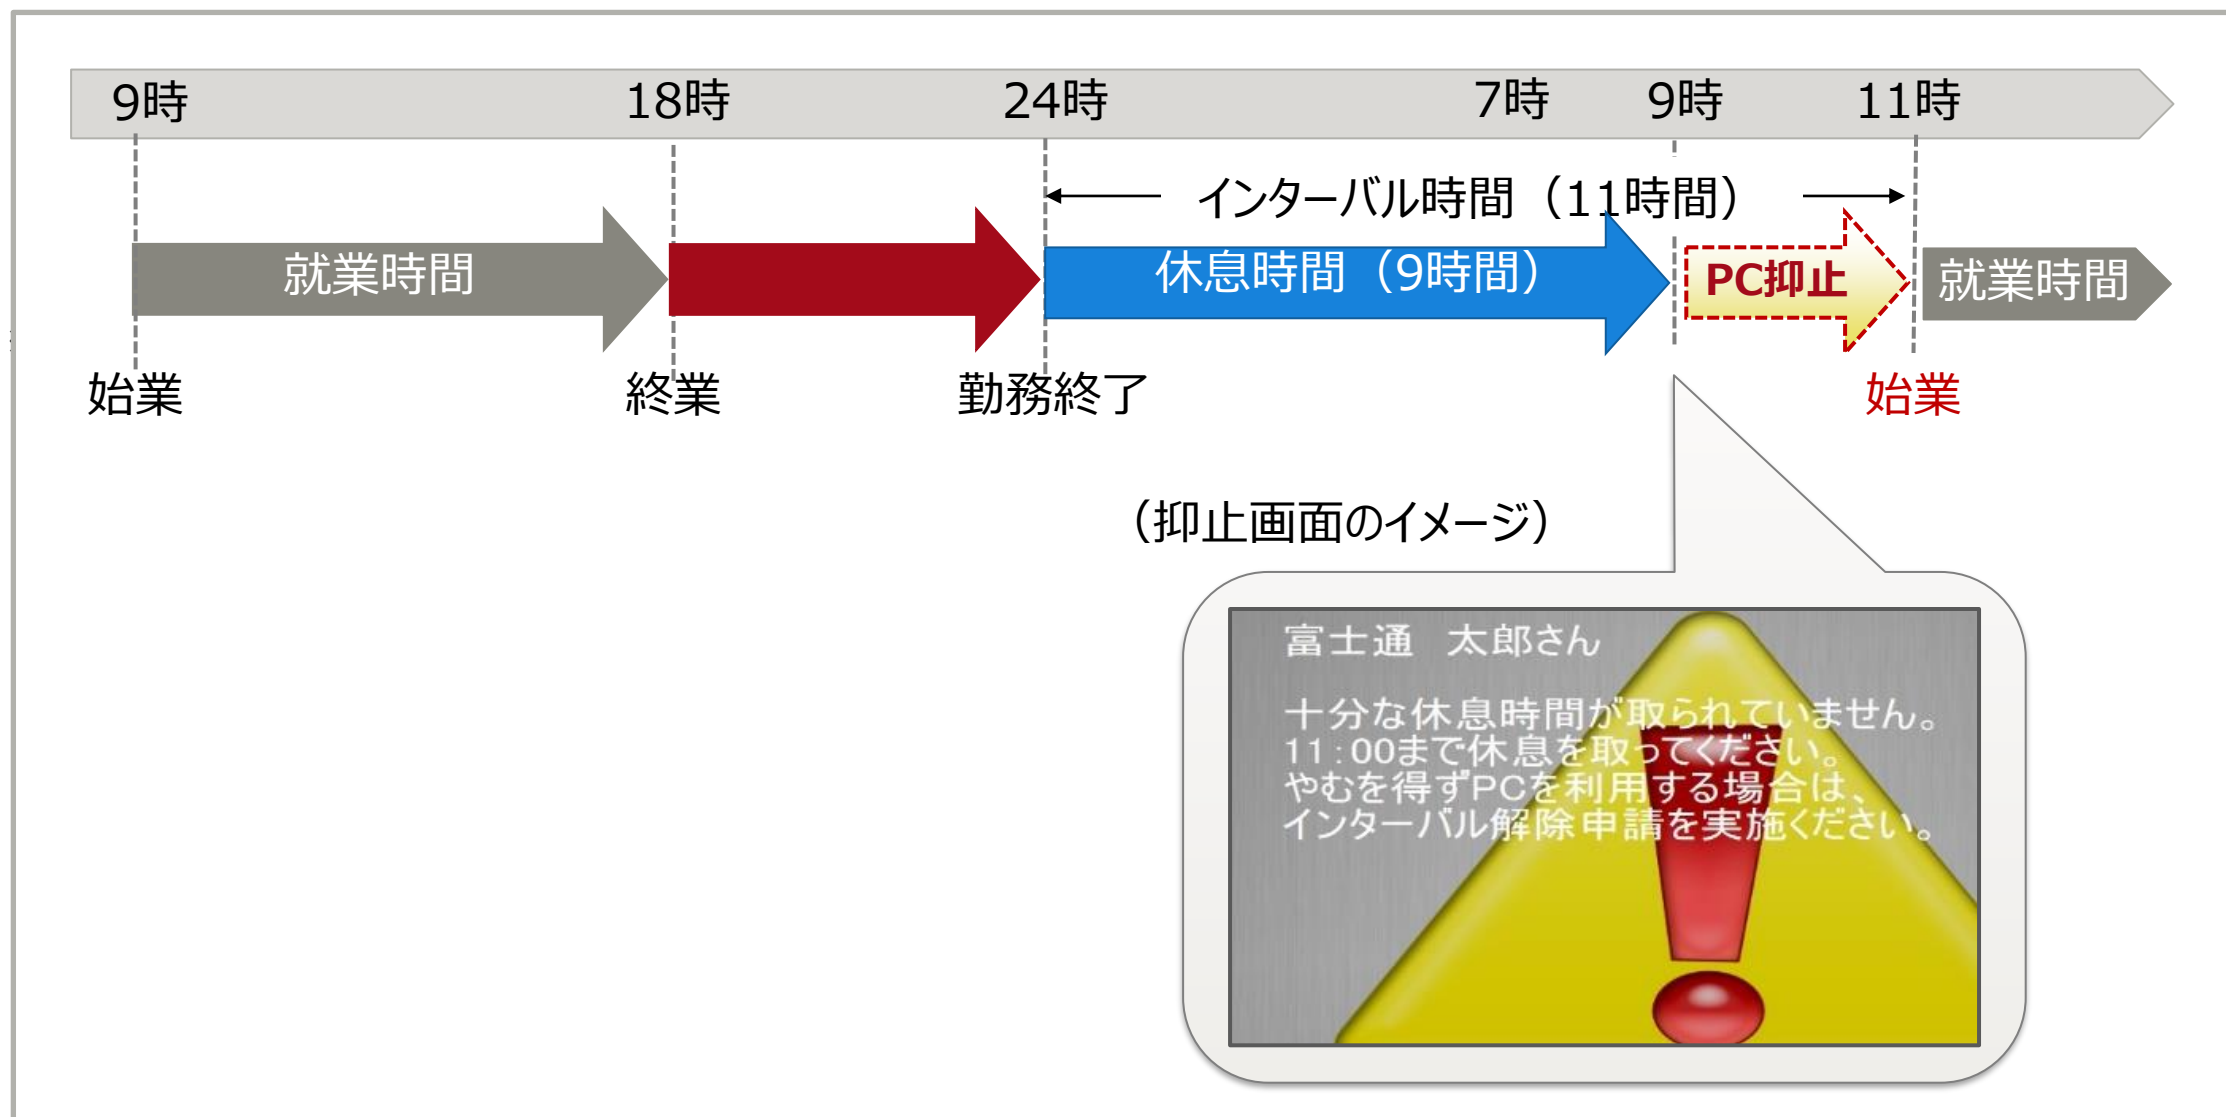 9時 18時 24時 7時 9時 11時
インターバル時間（11時間）
就業時間 休息時間（9時間） PC抑止 就業時間
始業 終業 勤務終了 始業
（抑止画面のイメージ）
富士通　太郎さん
十分な休息時間が取られていません。
11:00まで休息を取ってください。
やむを得ずPCを利用する場合は、
インターバル解除申請を実施ください。